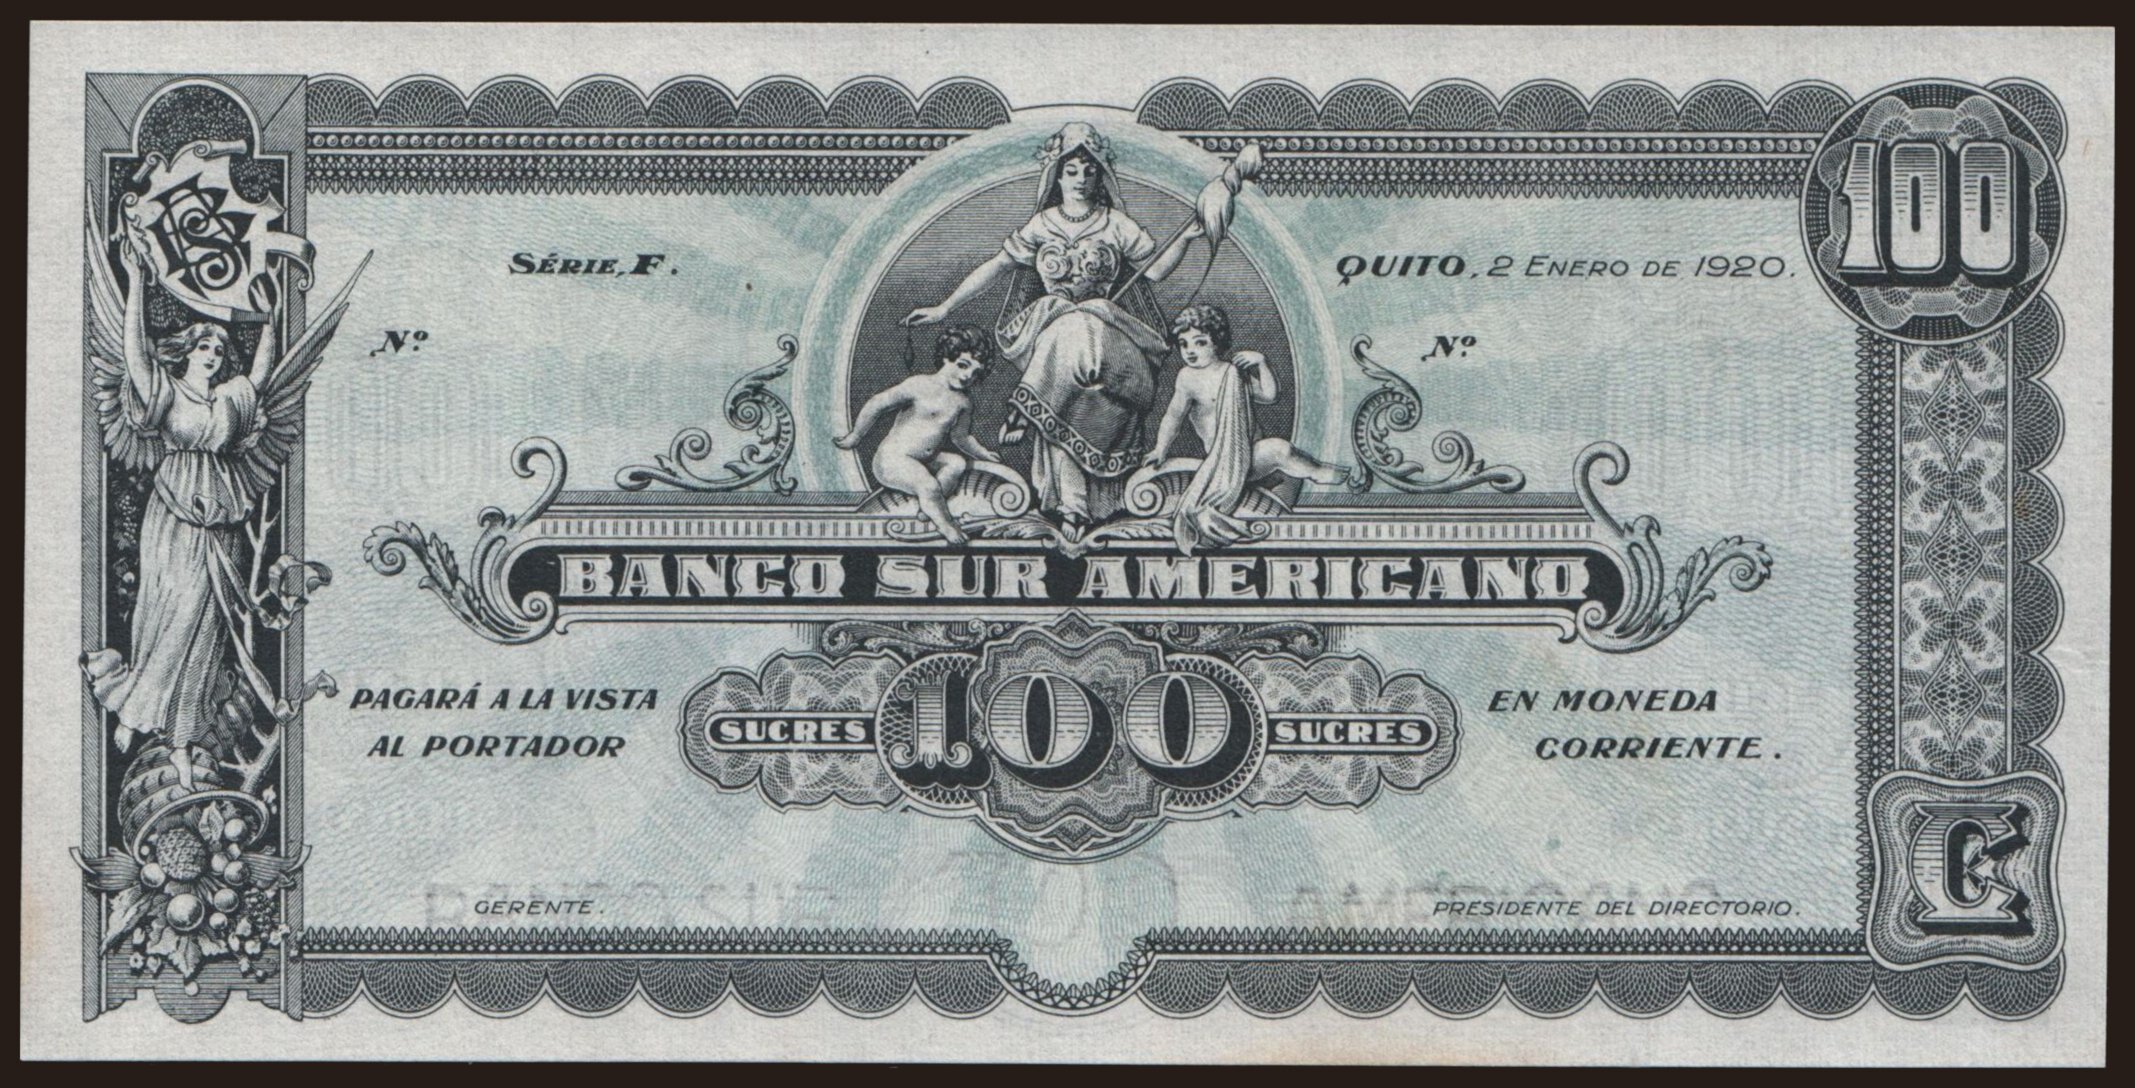 100
SÉRIE, F.
QUITO, 2 ENERO DE 1920.
Nº
Nº
BANCO SUR AMERICANO
PAGARÁ A LA VISTA
AL PORTADOR
SUCRES 100 SUCRES
EN MONEDA
CORRIENTE.
C
GERENTE.
PRESIDENTE DEL DIRECTORIO.